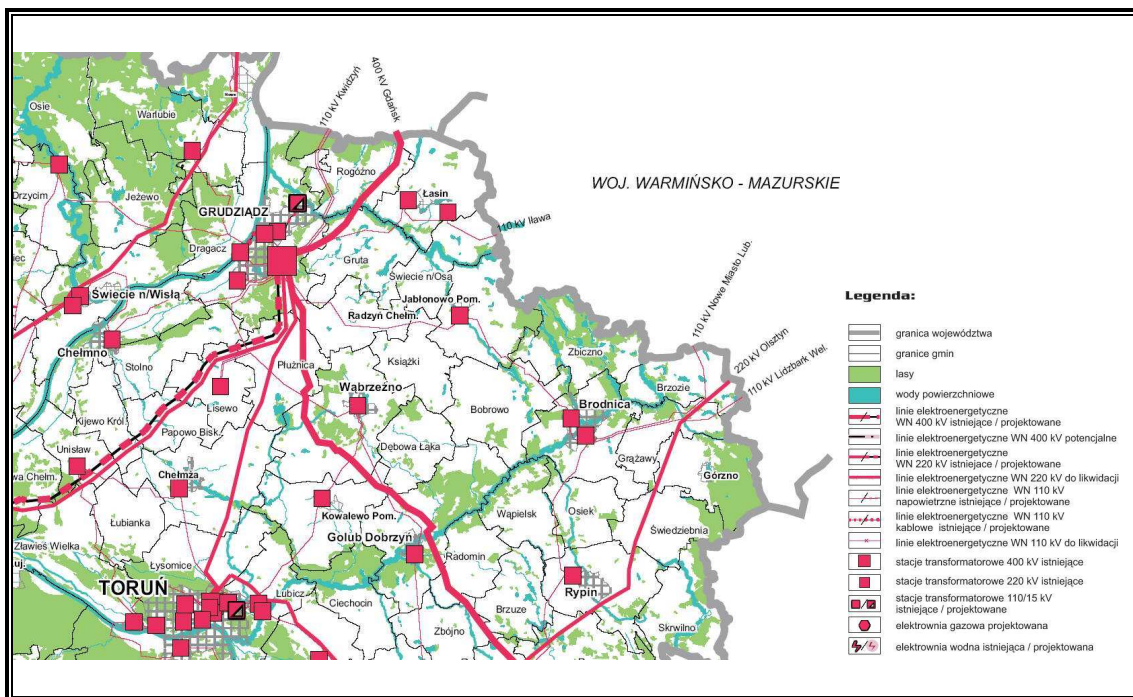 110 kV Kwidzyń
400 kV Gdańsk
Osie
Nowe
Warlubie
Rogóźno
WOJ. WARMIŃSKO - MAZURSKIE
Drzycim
Jeżewo
Łasin
GRUDZIĄDZ
110 kV Iława
Dragacz
Gruta
Świecie n/Osą
Świecie n/Wisłą
Jabłonowo Pom.
Radzyń Chełm.
110 kV Nowe Miasto Lub.
Chełmno
Stolno
Płużnica
Książki
Zbiczno
220 kV Olsztyn
110 kV Lidzbark Wel.
Lisewo
Wąbrzeźno
Brzozie
Kijewo Król.
Papowo Bisk.
Bobrowo
Brodnica
Unisław
Dębowa Łąka
Grążawy
wa Chełm.
Chełmża
Górzno
Kowalewo Pom.
Wąpielsk
Osiek
Łubianka
Świedziebnia
Zławieś Wielka
Golub Dobrzyń
uj.
Łysomice
Radomin
TORUŃ
Lubicz
Ciechocin
Rypin
Brzuze
Zbójno
Skrwilno
Legenda:
granica województwa
granice gmin
lasy
wody powierzchniowe
linie elektroenergetyczne
WN 400 kV istniejące / projektowane
linie elektroenergetyczne WN 400 kV potencjalne
linie elektroenergetyczne
WN 220 kV istniejące / projektowane
linie elektroenergetyczne WN 220 kV do likwidacji
linie elektroenergetyczne WN 110 kV
napowietrzne istniejące / projektowane
linie elektroenergetyczne WN 110 kV
kablowe istniejące / projektowane
linie elektroenergetyczne WN 110 kV do likwidacji
stacje transformatorowe 400 kV istniejące
stacje transformatorowe 220 kV istniejące
stacje transformatorowe 110/15 kV
istniejące / projektowane
elektrownia gazowa projektowana
elektrownia wodna istniejąca / projektowana